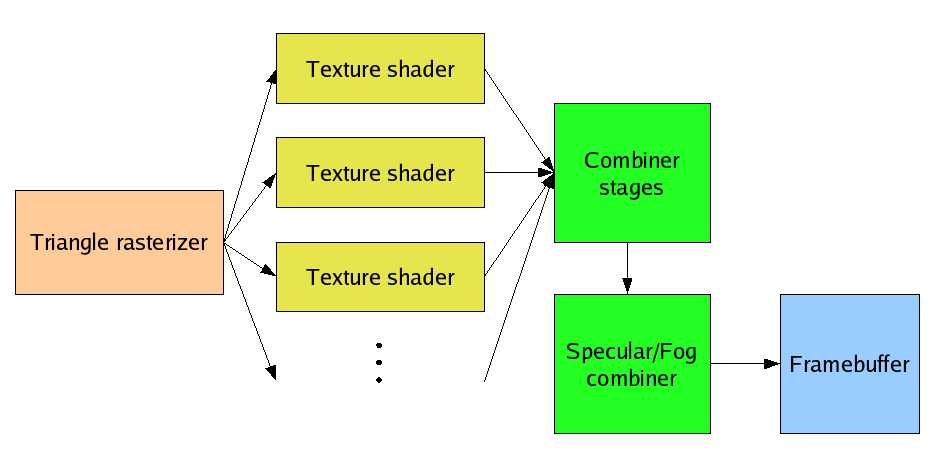 Texture shader
Texture shader
Texture shader
Triangle rasterizer
Combiner
stages
Specular/Fog
combiner
Framebuffer